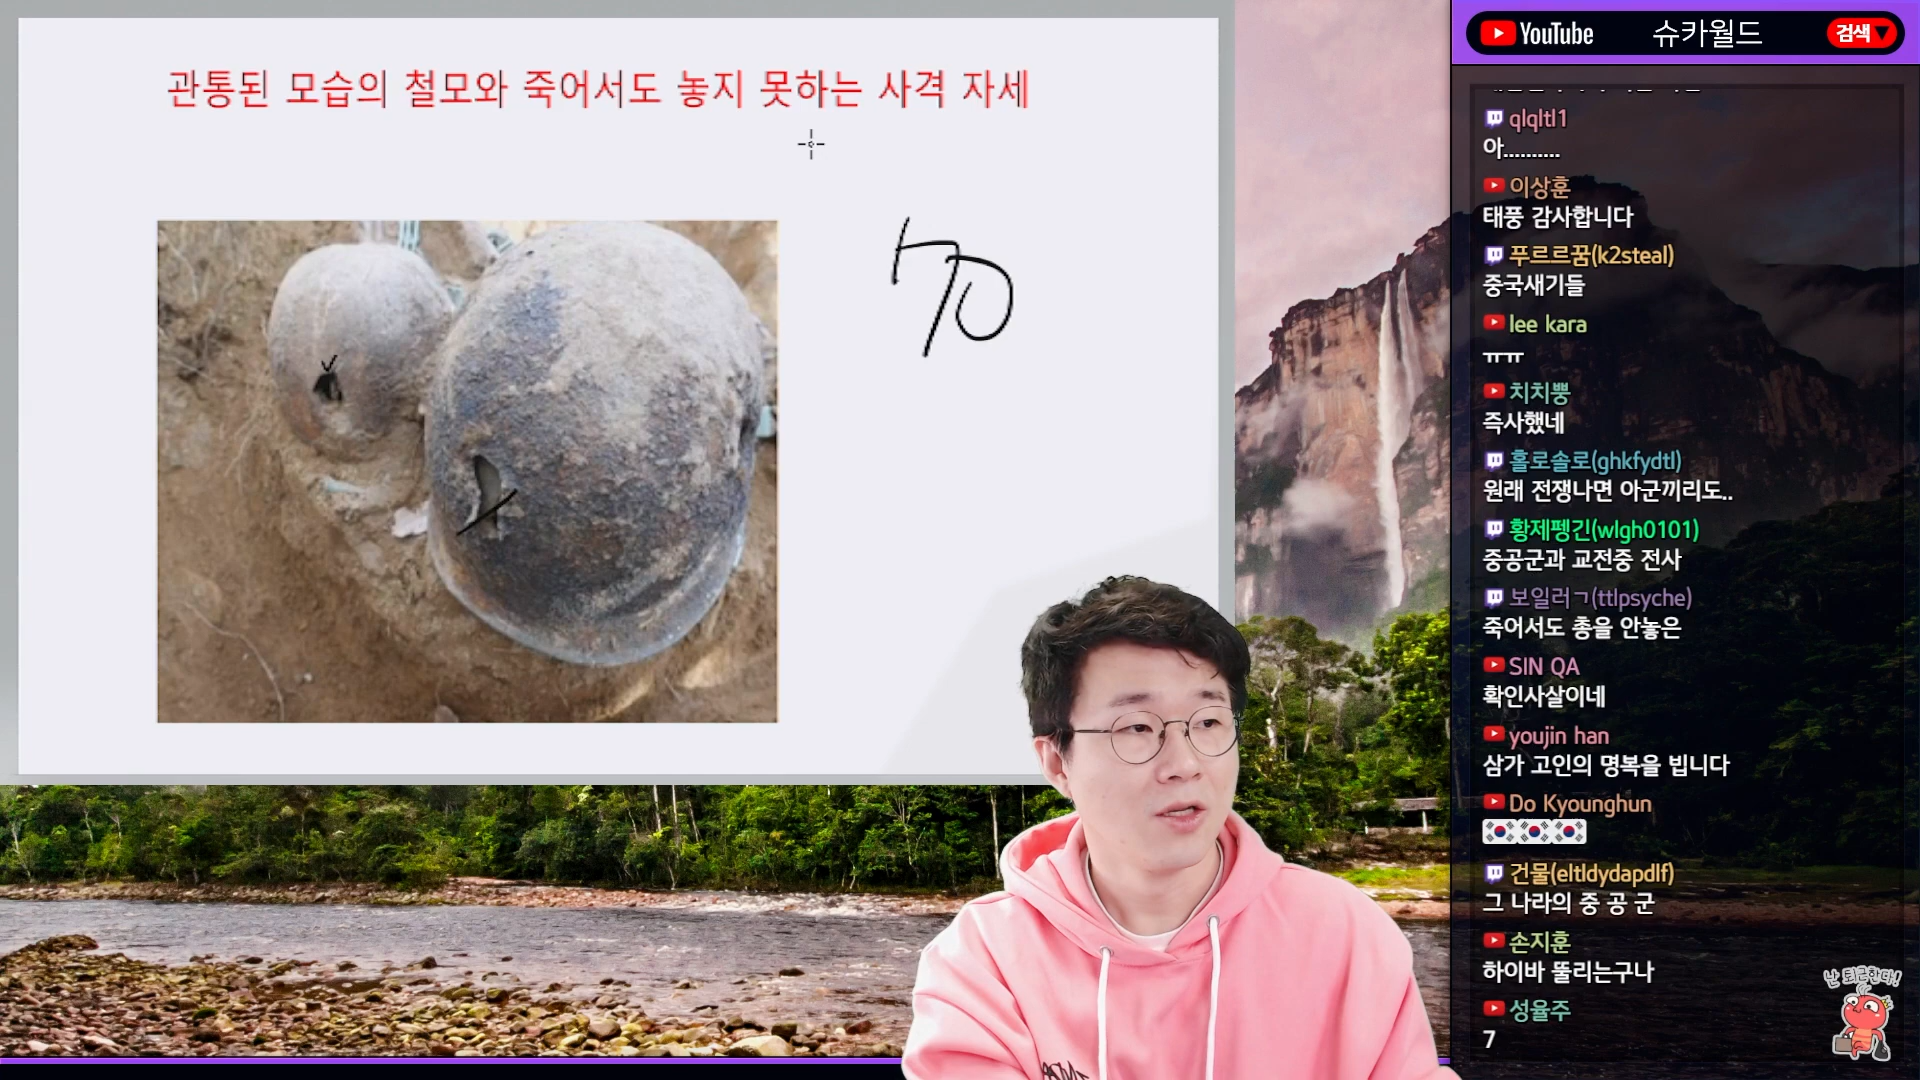 관통된 모습의 철모와 죽어서도 놓지 못하는 사격 자세
70
YouTube 슈카월드 검색
qlqltl1
아..........
이상훈
태풍 감사합니다
푸르르꿈(k2steal)
중국새기들
lee kara
ㅠㅠ
치치뿡
즉사했네
홀로솔로(ghkfydtl)
원래 전쟁나면 아군끼리도..
황제펭긴(wlgh0101)
중공군과 교전중 전사
보일러ㄱ(ttlpsyche)
죽어서도 총을 안놓은
SIN QA
확인사살이네
youjin han
삼가 고인의 명복을 빕니다
Do Kyounghun
건물(eltldydapdlf)
그 나라의 중 공 군
손지훈
하이바 뚤리는구나
성율주
7
난 퇴근한다!